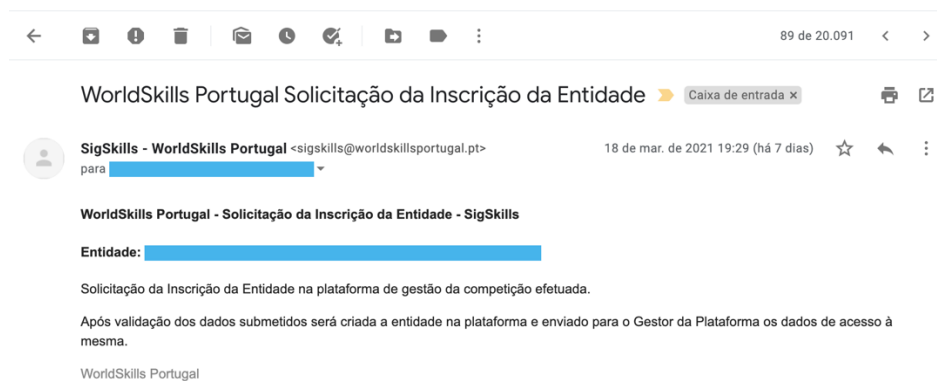 89 de 20.091
WorldSkills Portugal Solicitação da Inscrição da Entidade Caixa de entrada ×
SigSkills - WorldSkills Portugal <sigskills@worldskillsportugal.pt> 18 de mar. de 2021 19:29 (há 7 dias)
para
WorldSkills Portugal - Solicitação da Inscrição da Entidade - SigSkills
Entidade:
Solicitação da Inscrição da Entidade na plataforma de gestão da competição efetuada.
Após validação dos dados submetidos será criada a entidade na plataforma e enviado para o Gestor da Plataforma os dados de acesso à
mesma.
WorldSkills Portugal